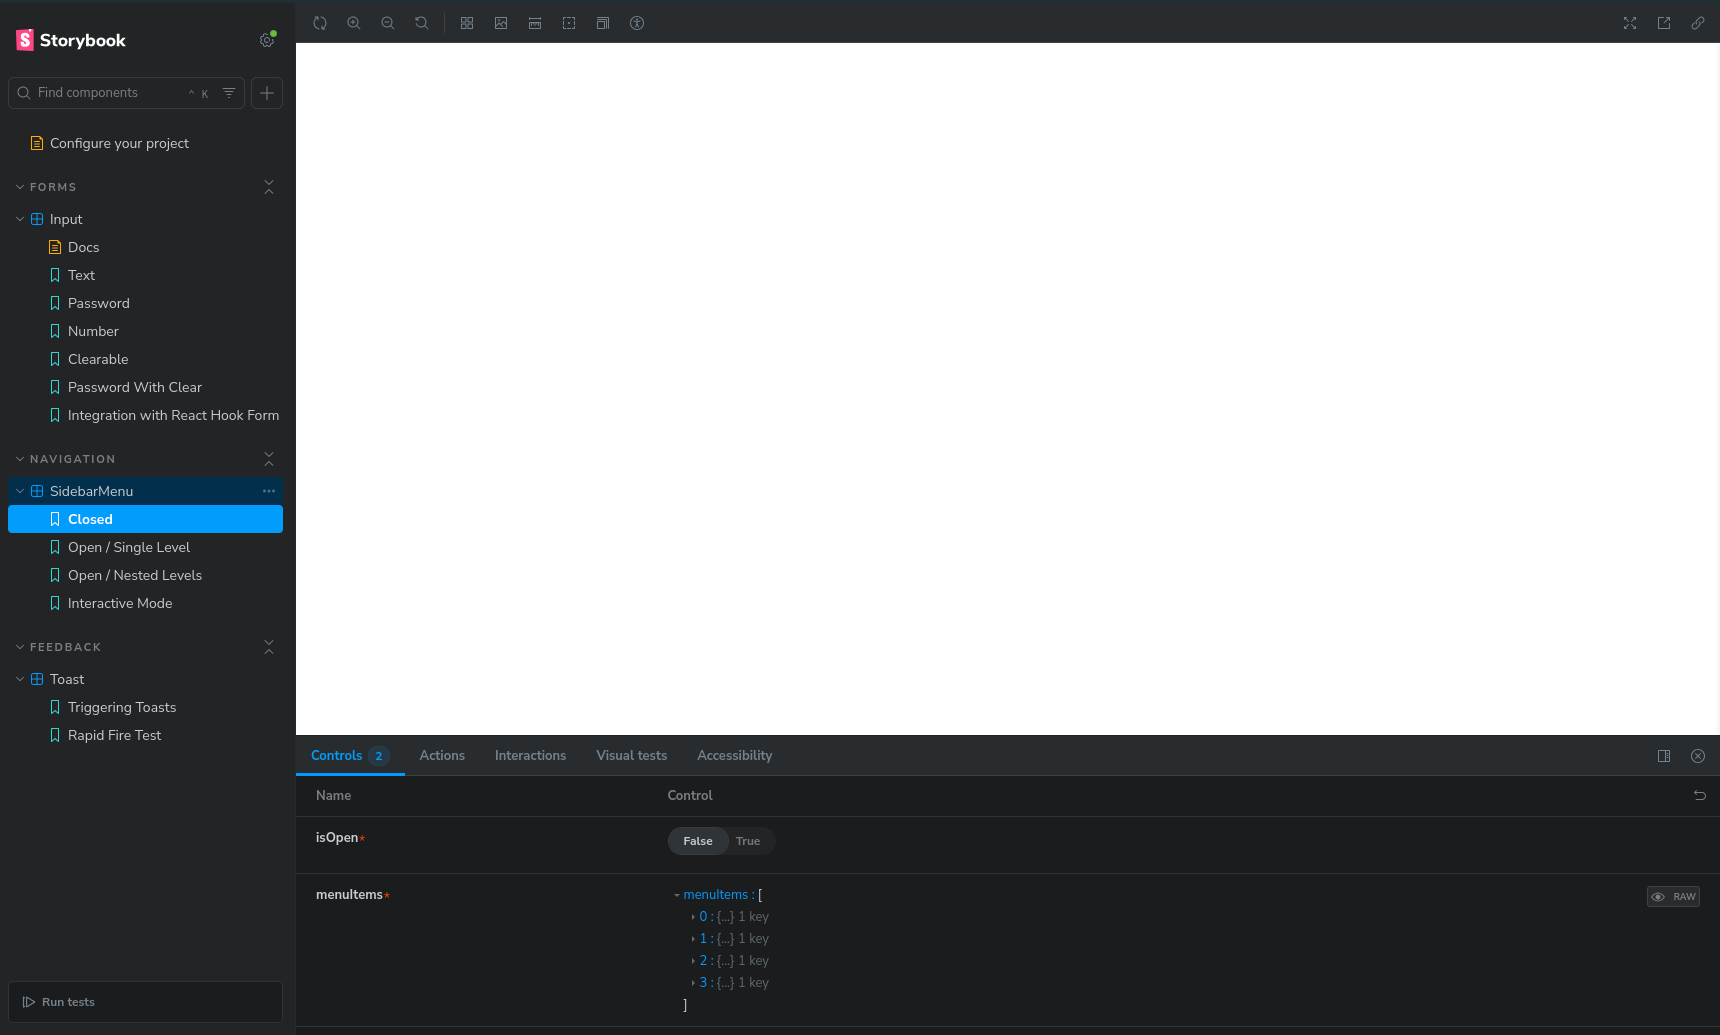 Storybook
Find components
^ K
Configure your project
FORMS
Input
Docs
Text
Password
Number
Clearable
Password With Clear
Integration with React Hook Form
NAVIGATION
SidebarMenu
Closed
Open / Single Level
Open / Nested Levels
Interactive Mode
FEEDBACK
Toast
Triggering Toasts
Rapid Fire Test
Run tests
Controls 2 Actions Interactions Visual tests Accessibility
Name Control
isOpen* False True
menuItems* menuItems : [ RAW
0 : {...} 1 key
1 : {...} 1 key
2 : {...} 1 key
3 : {...} 1 key
]